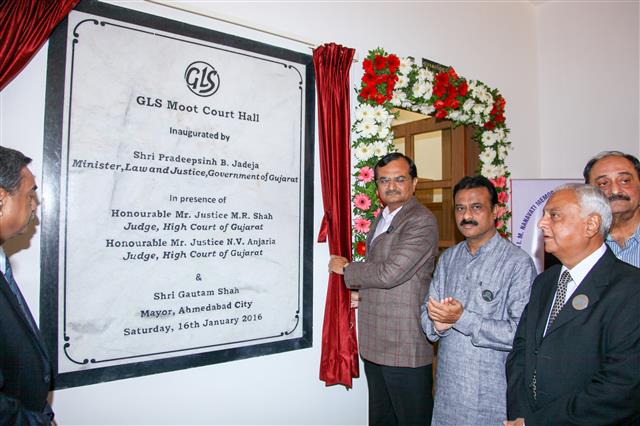 GLS
GLS Moot Court Hall
Inaugurated by
Shri Pradeepsinh B. Jadeja
Minister, Law and Justice, Government of Gujarat
In presence of
Honourable Mr. Justice M.R. Shah
Judge, High Court of Gujarat
Honourable Mr. Justice N.V. Anjaria
Judge, High Court of Gujarat
&
Shri Gautam Shah
Mayor, Ahmedabad City
Saturday, 16th January 2016
I. M. NANAVATI MEMO